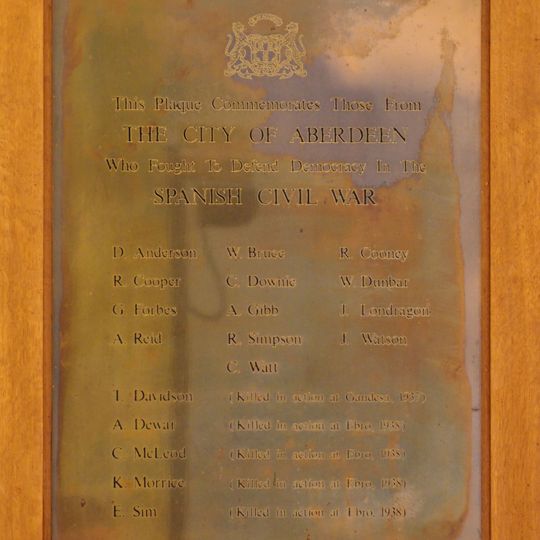 This Plaque Commemorates Those From
THE CITY OF ABERDEEN
Who Fought To Defend Democracy In The
SPANISH CIVIL WAR
D. Anderson W. Bruce R. Cooney
R. Cooper C. Downie W. Dunbar
G. Forbes A. Gibb J. Londragon
A. Reid R. Simpson J. Watson
C. Watt
T. Davidson (Killed in action at Gandesa, 1937)
A. Dewar (Killed in action at Ebro, 1938)
C. McLeod (Killed in action at Ebro, 1938)
K. Morrice (Killed in action at Ebro, 1938)
E. Sim (Killed in action at Ebro, 1938)